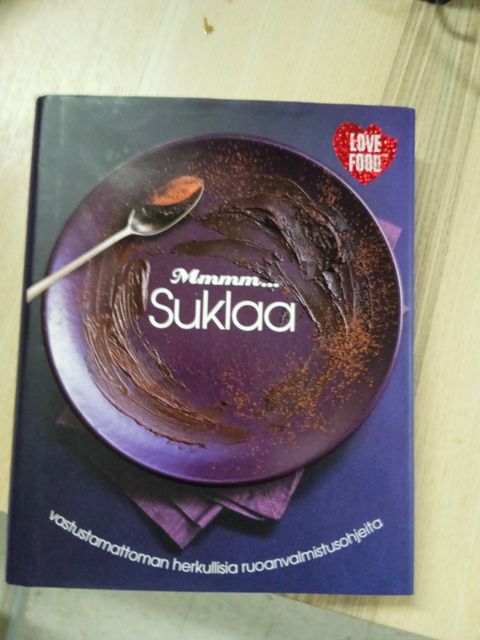 LOVE
FOOD
Mmmm...
Suklaa
vastustamattoman herkullisia ruoanvalmistusohjeita